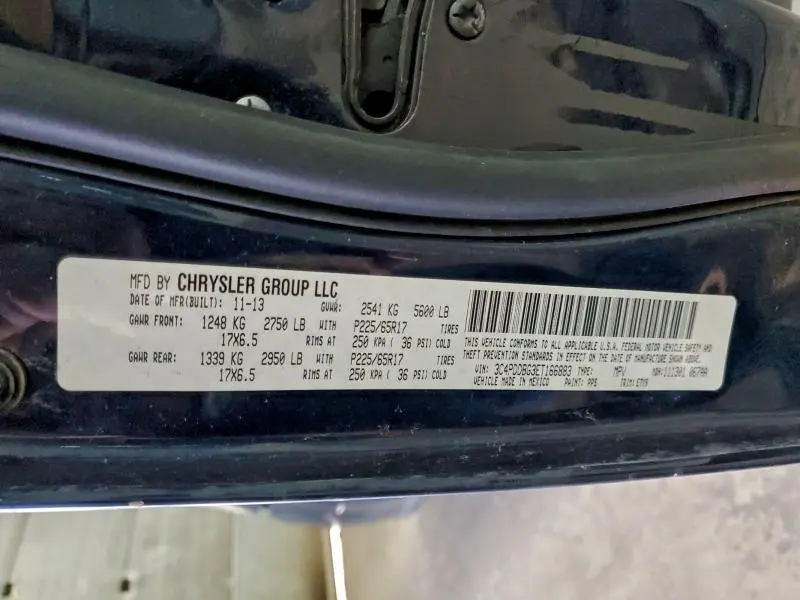 MFD BY CHRYSLER GROUP LLC
DATE OF MFR(BUILT): 11-13 GVWR: 2541 KG 5600 LB
GAWR FRONT: 1248 KG 2750 LB WITH P225/65R17 TIRES
17X6.5 RIMS AT 250 KPA ( 36 PSI) COLD
GAWR REAR: 1339 KG 2950 LB WITH P225/65R17 TIRES
17X6.5 RIMS AT 250 KPA ( 36 PSI) COLD
THIS VEHICLE CONFORMS TO ALL APPLICABLE U.S.A. FEDERAL MOTOR VEHICLE SAFETY AND
THEFT PREVENTION STANDARDS IN EFFECT ON THE DATE OF MANUFACTURE SHOWN ABOVE.
VIN: 3C4PDDBG3ET166883 TYPE: MPV MDH: 111301 067AA
VEHICLE MADE IN MEXICO PAINT: PPS TRIM: